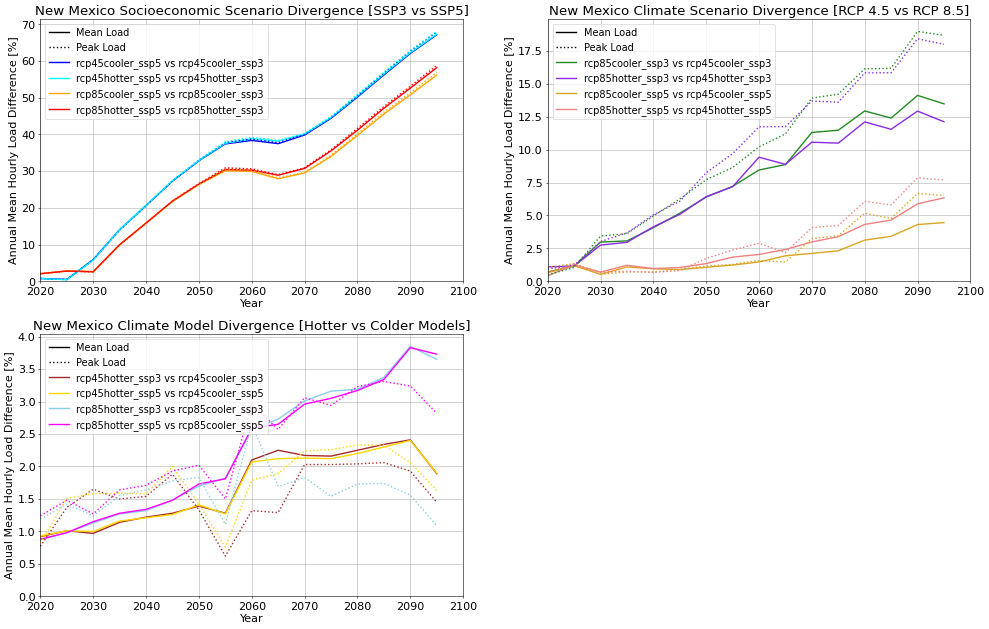 New Mexico Socioeconomic Scenario Divergence [SSP3 vs SSP5]
Annual Mean Hourly Load Difference [%]
70
60
50
40
30
20
10
0
Mean Load
Peak Load
rcp45cooler_ssp5 vs rcp45cooler_ssp3
rcp45hotter_ssp5 vs rcp45hotter_ssp3
rcp85cooler_ssp5 vs rcp85cooler_ssp3
rcp85hotter_ssp5 vs rcp85hotter_ssp3
2020 2030 2040 2050 2060 2070 2080 2090 2100
Year
New Mexico Climate Scenario Divergence [RCP 4.5 vs RCP 8.5]
Annual Mean Hourly Load Difference [%]
17.5
15.0
12.5
10.0
7.5
5.0
2.5
0.0
Mean Load
Peak Load
rcp85cooler_ssp3 vs rcp45cooler_ssp3
rcp85hotter_ssp3 vs rcp45hotter_ssp3
rcp85cooler_ssp5 vs rcp45cooler_ssp5
rcp85hotter_ssp5 vs rcp45hotter_ssp5
2020 2030 2040 2050 2060 2070 2080 2090 2100
Year
New Mexico Climate Model Divergence [Hotter vs Colder Models]
Annual Mean Hourly Load Difference [%]
4.0
3.5
3.0
2.5
2.0
1.5
1.0
0.5
0.0
Mean Load
Peak Load
rcp45hotter_ssp3 vs rcp45cooler_ssp3
rcp45hotter_ssp5 vs rcp45cooler_ssp5
rcp85hotter_ssp3 vs rcp85cooler_ssp3
rcp85hotter_ssp5 vs rcp85cooler_ssp5
2020 2030 2040 2050 2060 2070 2080 2090 2100
Year